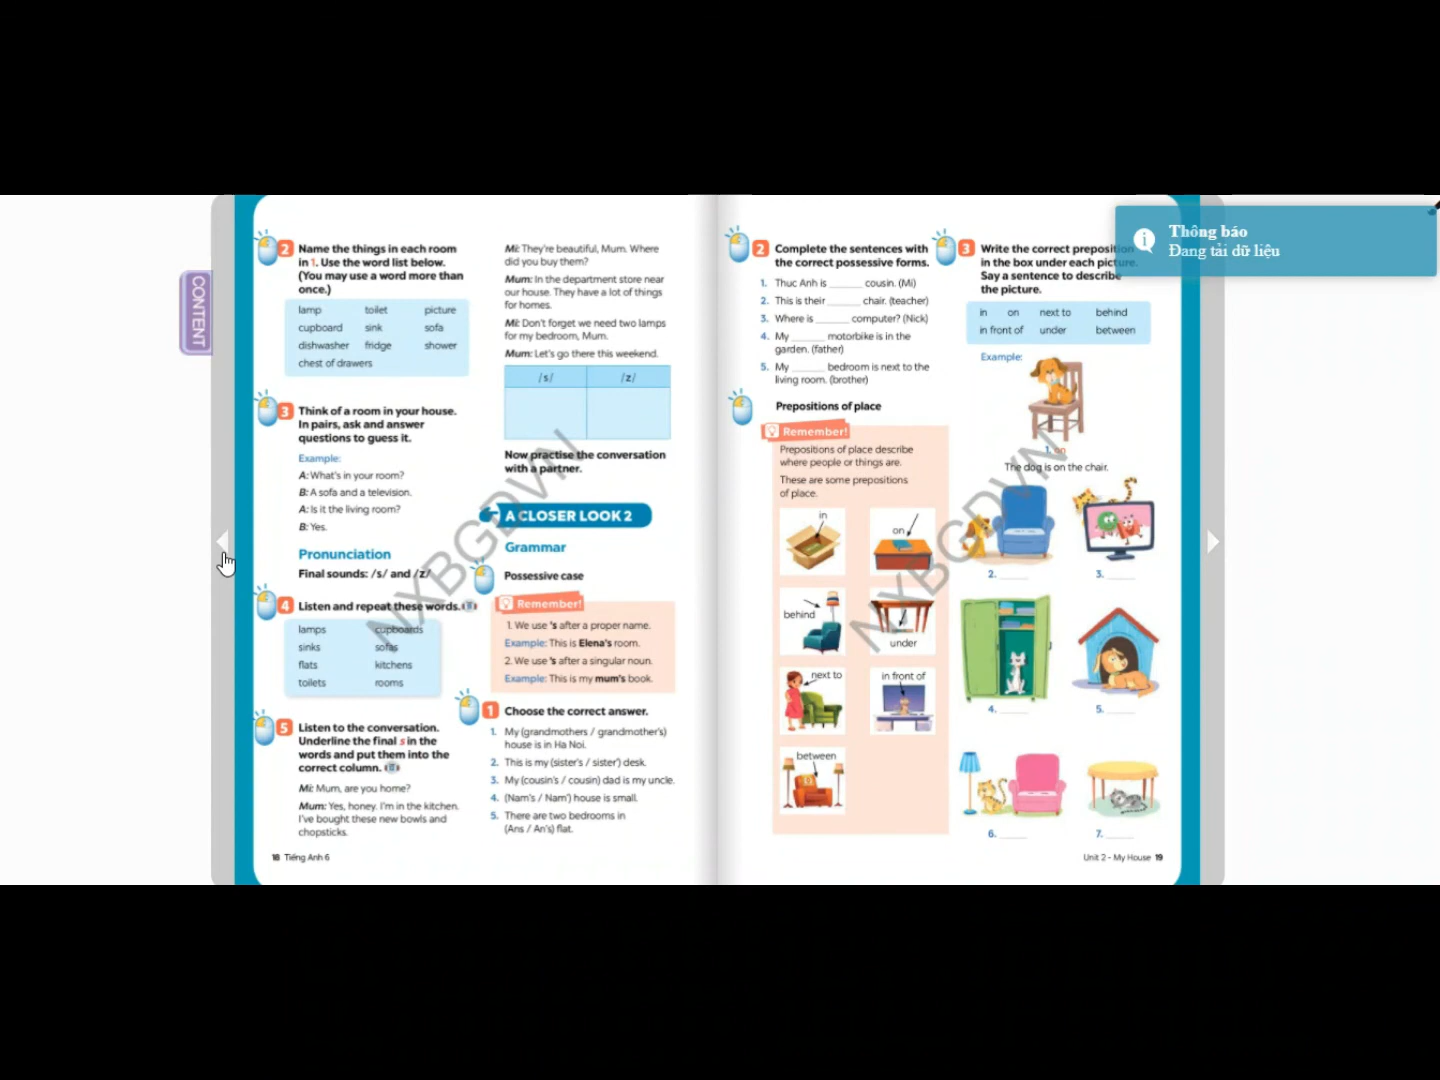 CONTENT
2 Name the things in each room
in 1. Use the word list below.
(You may use a word more than
once.)
lamp toilet picture
cupboard sink sofa
dishwasher fridge shower
chest of drawers
3 Think of a room in your house.
In pairs, ask and answer
questions to guess it.
Example:
A: What's in your room?
B: A sofa and a television.
A: Is it the living room?
B: Yes.
Pronunciation
Final sounds: /s/ and /z/
4 Listen and repeat these words.
lamps cupboards
sinks sofas
flats kitchens
toilets rooms
5 Listen to the conversation.
Underline the final s in the
words and put them into the
correct column.
Mi: Mum, are you home?
Mum: Yes, honey. I'm in the kitchen.
I've bought these new bowls and
chopsticks.
18 Tiếng Anh 6
Mi: They're beautiful, Mum. Where
did you buy them?
Mum: In the department store near
our house. They have a lot of things
for homes.
Mi: Don't forget we need two lamps
for my bedroom, Mum.
Mum: Let's go there this weekend.
/s/ /z/
Now practise the conversation
with a partner.
A CLOSER LOOK 2
Grammar
Possessive case
Remember!
1. We use 's after a proper name.
Example: This is Elena's room.
2. We use 's after a singular noun.
Example: This is my mum's book.
1 Choose the correct answer.
1. My (grandmothers / grandmother's)
house is in Ha Noi.
2. This is my (sister's / sister') desk.
3. My (cousin's / cousin) dad is my uncle.
4. (Nam's / Nam') house is small.
5. There are two bedrooms in
(Ans / An's) flat.
NXBGDVN
2 Complete the sentences with
the correct possessive forms.
1. Thuc Anh is ______ cousin. (Mi)
2. This is their ______ chair. (teacher)
3. Where is ______ computer? (Nick)
4. My ______ motorbike is in the
garden. (father)
5. My ______ bedroom is next to the
living room. (brother)
Prepositions of place
Remember!
Prepositions of place describe
where people or things are.
These are some prepositions
of place.
in
on
behind
under
next to
in front of
between
3 Write the correct preposition
in the box under each picture.
Say a sentence to describe
the picture.
in on next to behind
in front of under between
Example:
1. on
The dog is on the chair.
2. ______
3. ______
4. ______
5. ______
6. ______
7. ______
NXBGDVN
Unit 2 - My House 19
Thông báo
Đang tải dữ liệu